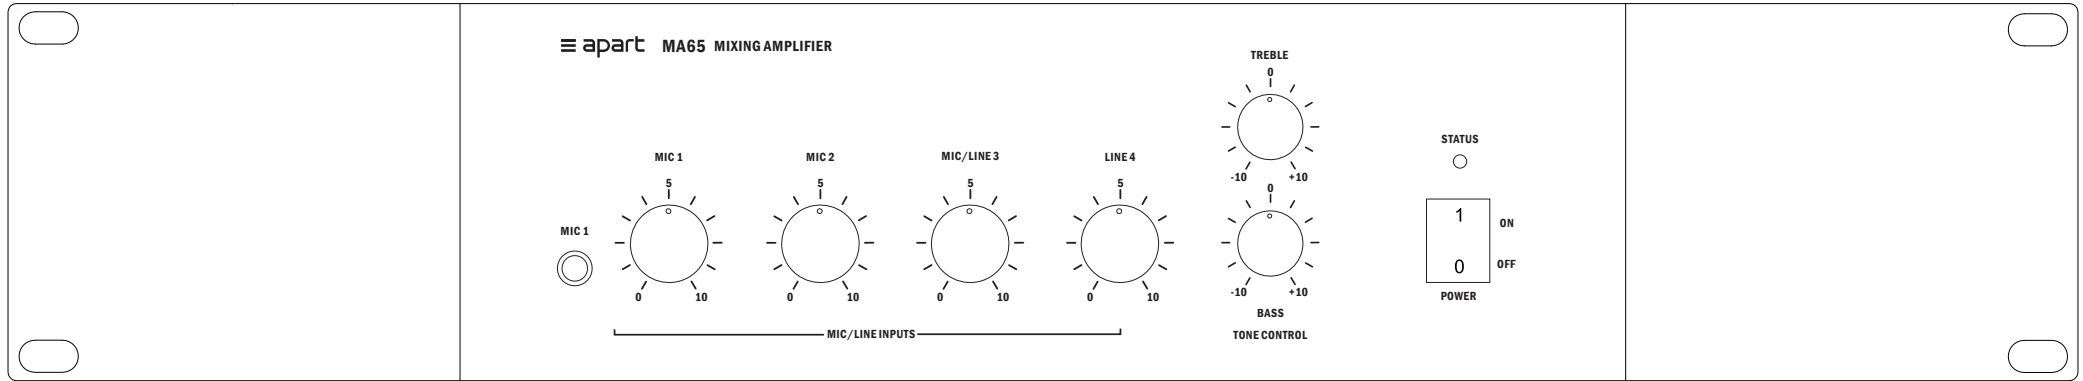 apart MA65 MIXING AMPLIFIER
TREBLE
0
-10 +10
MIC 1
MIC 1
5
0 10
MIC 2
5
0 10
MIC/LINE 3
5
0 10
LINE 4
5
0 10
MIC/LINE INPUTS
0
-10 +10
BASS
TONE CONTROL
STATUS
1 ON
0 OFF
POWER